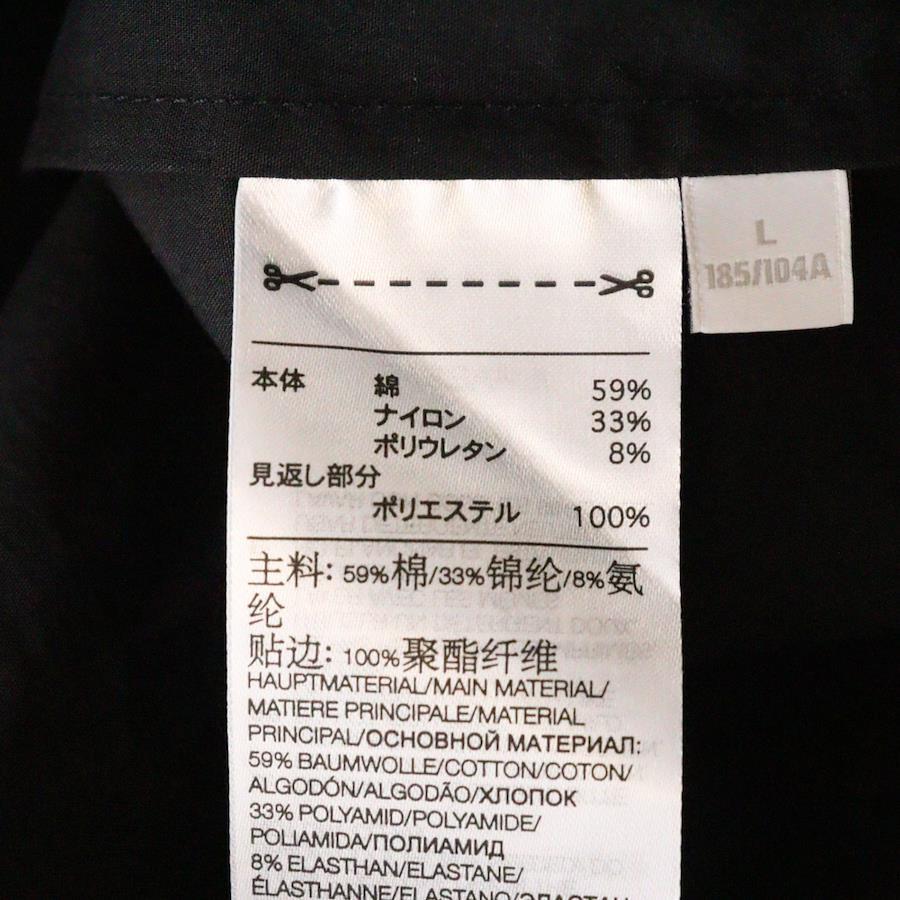 L
185/104A
本体 綿 59%
ナイロン 33%
ポリウレタン 8%
見返し部分
ポリエステル 100%
主料: 59%棉/33%锦纶/8%氨
纶
贴边: 100%聚酯纤维
HAUPTMATERIAL/MAIN MATERIAL/
MATIERE PRINCIPALE/MATERIAL
PRINCIPAL/ОСНОВНОЙ МАТЕРИАЛ:
59% BAUMWOLLE/COTTON/COTON/
ALGODÓN/ALGODÃO/ХЛОПОК
33% POLYAMID/POLYAMIDE/
POLIAMIDA/ПОЛИАМИД
8% ELASTHAN/ELASTANE/
ÉLASTHANNE/ELASTANO/ЭЛАСТАН